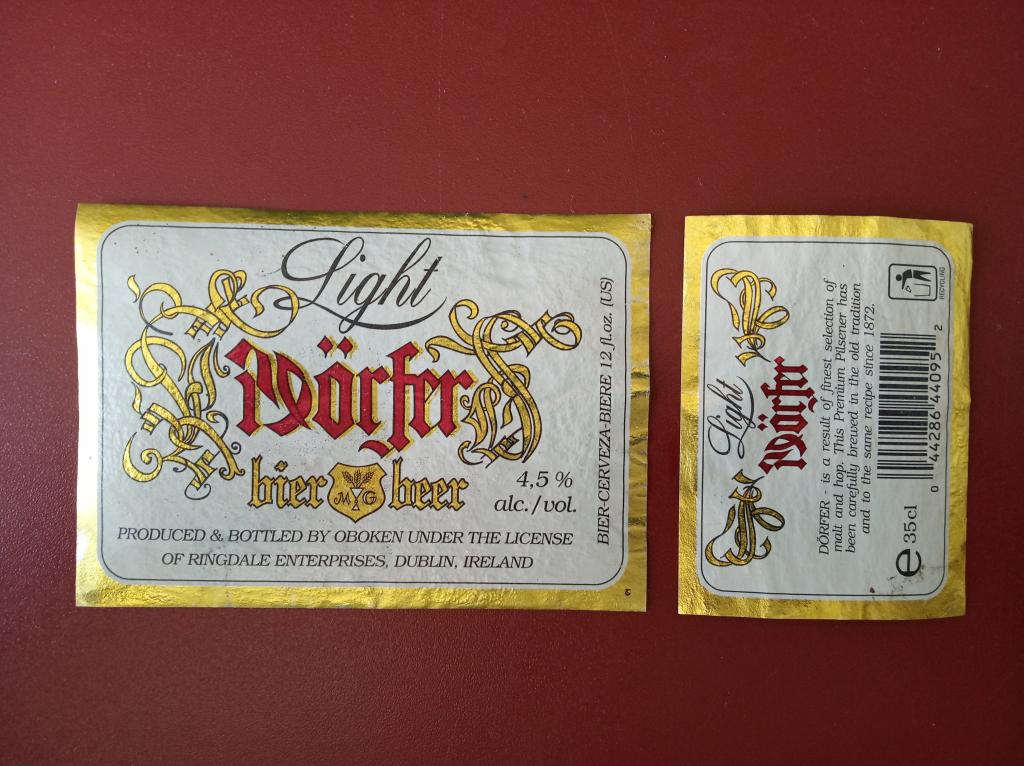 Light
Dörfer
bier MG beer
4,5 %
alc./vol.
PRODUCED & BOTTLED BY OBOKEN UNDER THE LICENSE
OF RINGDALE ENTERPRISES, DUBLIN, IRELAND
BIER-CERVEZA-BIERE 12 fl.oz. (US)
Light
Dörfer
DÖRFER - is a result of finest selection of
malt and hop. This Premium Pilsener has
been carefully brewed in the old tradition
and to the same recipe since 1872.
e 35cl
0 44286 44095 2
RECYCLING